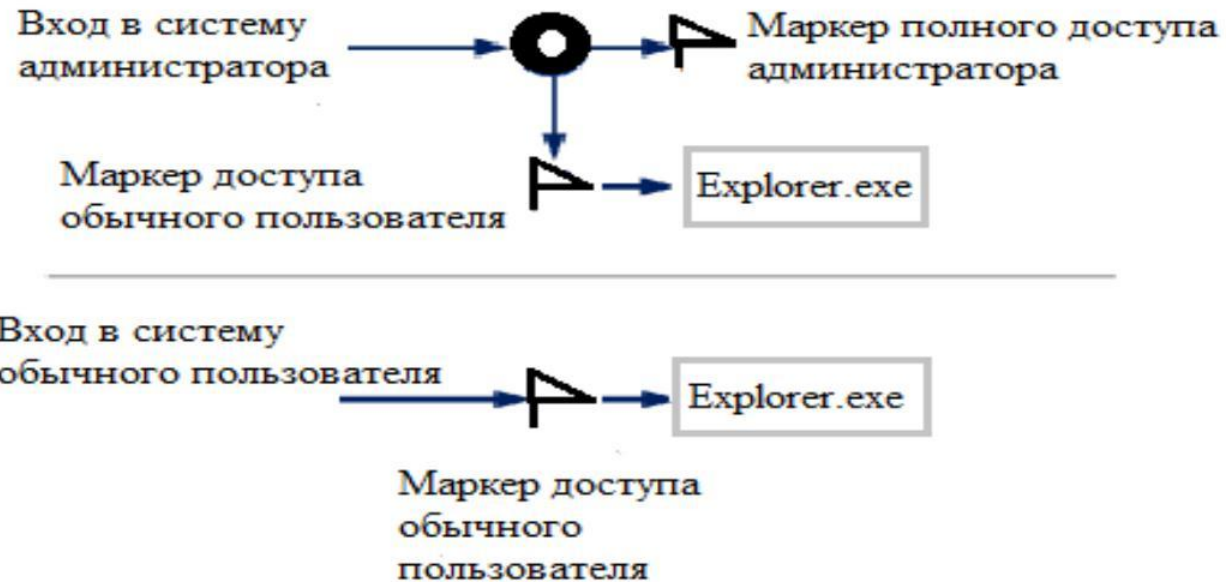 Вход в систему
администратора
Маркер полного доступа
администратора
Маркер доступа
обычного пользователя
Explorer.exe
Вход в систему
обычного пользователя
Explorer.exe
Маркер доступа
обычного
пользователя